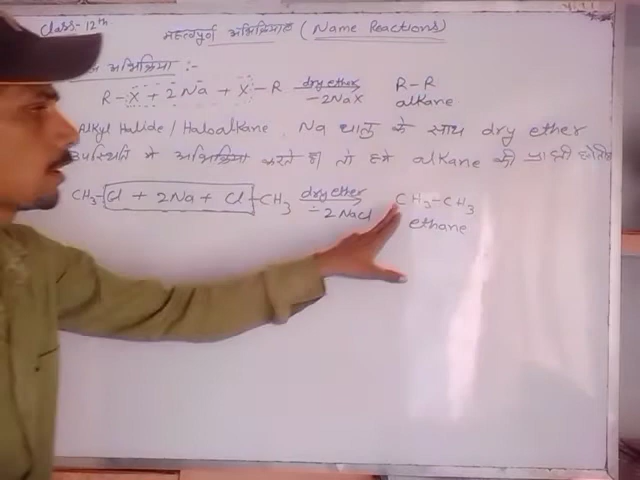 Class- 12th
महत्वपूर्ण अभिक्रियाए (Name Reactions)
अभिक्रिया :-
R-X + 2Na + X-R dry ether -2NaX R-R
alkane
Alkyl Halide / Haloalkane, Na धातु के साथ dry ether
उपस्थिति मे अभिक्रिया करते है। तो हमे alkane की प्राप्ती होती है
CH3-Cl + 2Na + Cl-CH3 dry ether -2NaCl CH3-CH3
ethane